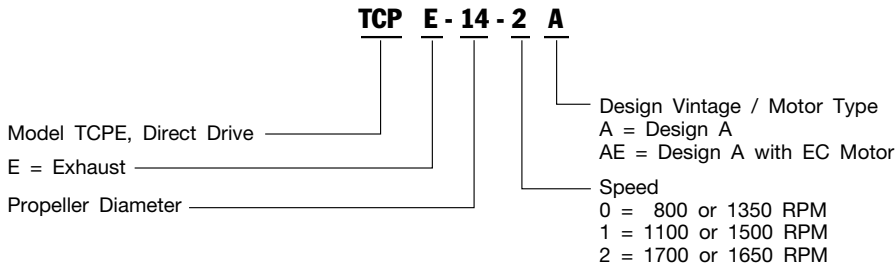 TCP E - 14 - 2 A
Model TCPE, Direct Drive
E = Exhaust
Propeller Diameter
Design Vintage / Motor Type
A = Design A
AE = Design A with EC Motor
Speed
0 = 800 or 1350 RPM
1 = 1100 or 1500 RPM
2 = 1700 or 1650 RPM